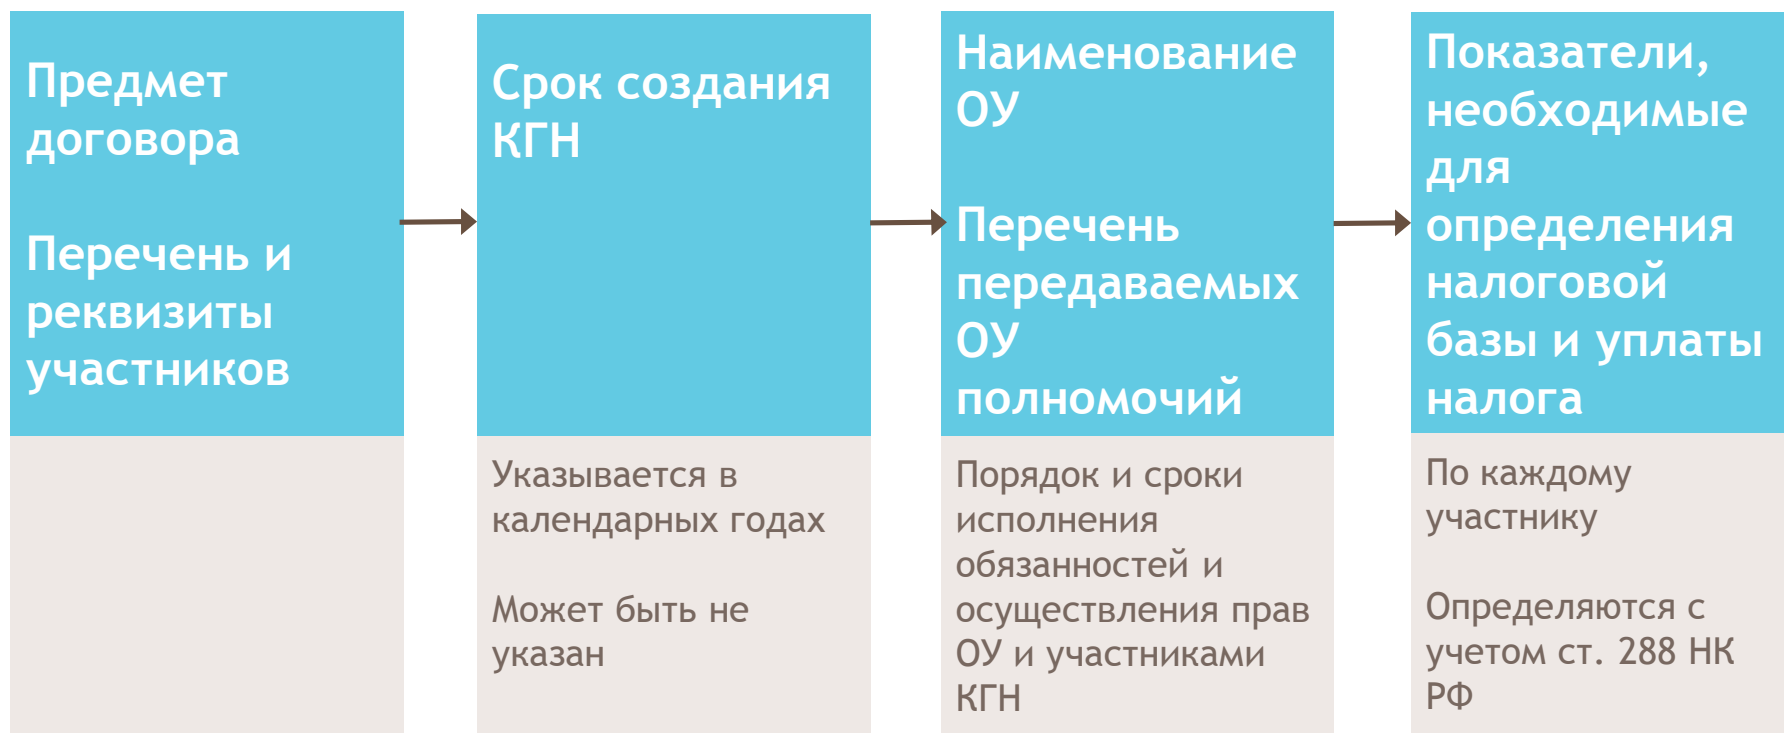 Предмет
договора
Перечень и
реквизиты
участников
Срок создания
КГН
Указывается в
календарных годах
Может быть не
указан
Наименование
ОУ
Перечень
передаваемых
ОУ
полномочий
Порядок и сроки
исполнения
обязанностей и
осуществления прав
ОУ и участниками
КГН
Показатели,
необходимые
для
определения
налоговой
базы и уплаты
налога
По каждому
участнику
Определяются с
учетом ст. 288 НК
РФ